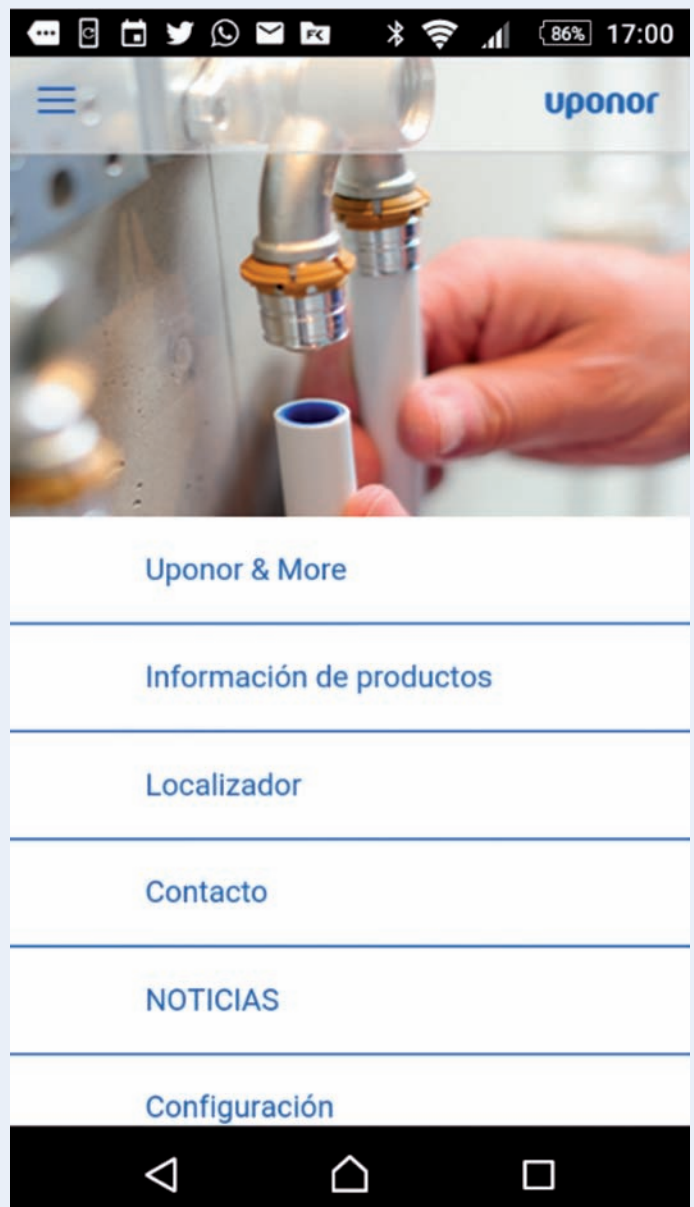 86% 17:00
uponor
Uponor & More
Información de productos
Localizador
Contacto
NOTICIAS
Configuración